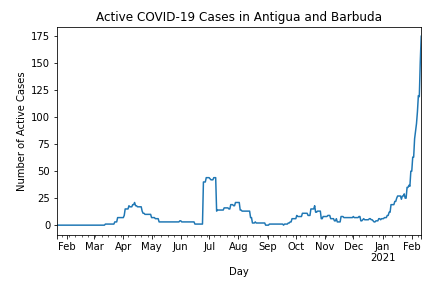 Active COVID-19 Cases in Antigua and Barbuda
Number of Active Cases
175
150
125
100
75
50
25
0
Feb Mar Apr May Jun Jul Aug Sep Oct Nov Dec Jan Feb
2021
Day